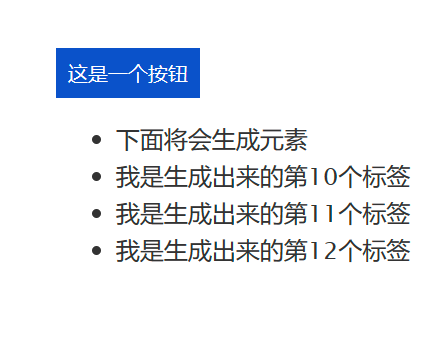 这是一个按钮
下面将会生成元素
我是生成出来的第10个标签
我是生成出来的第11个标签
我是生成出来的第12个标签